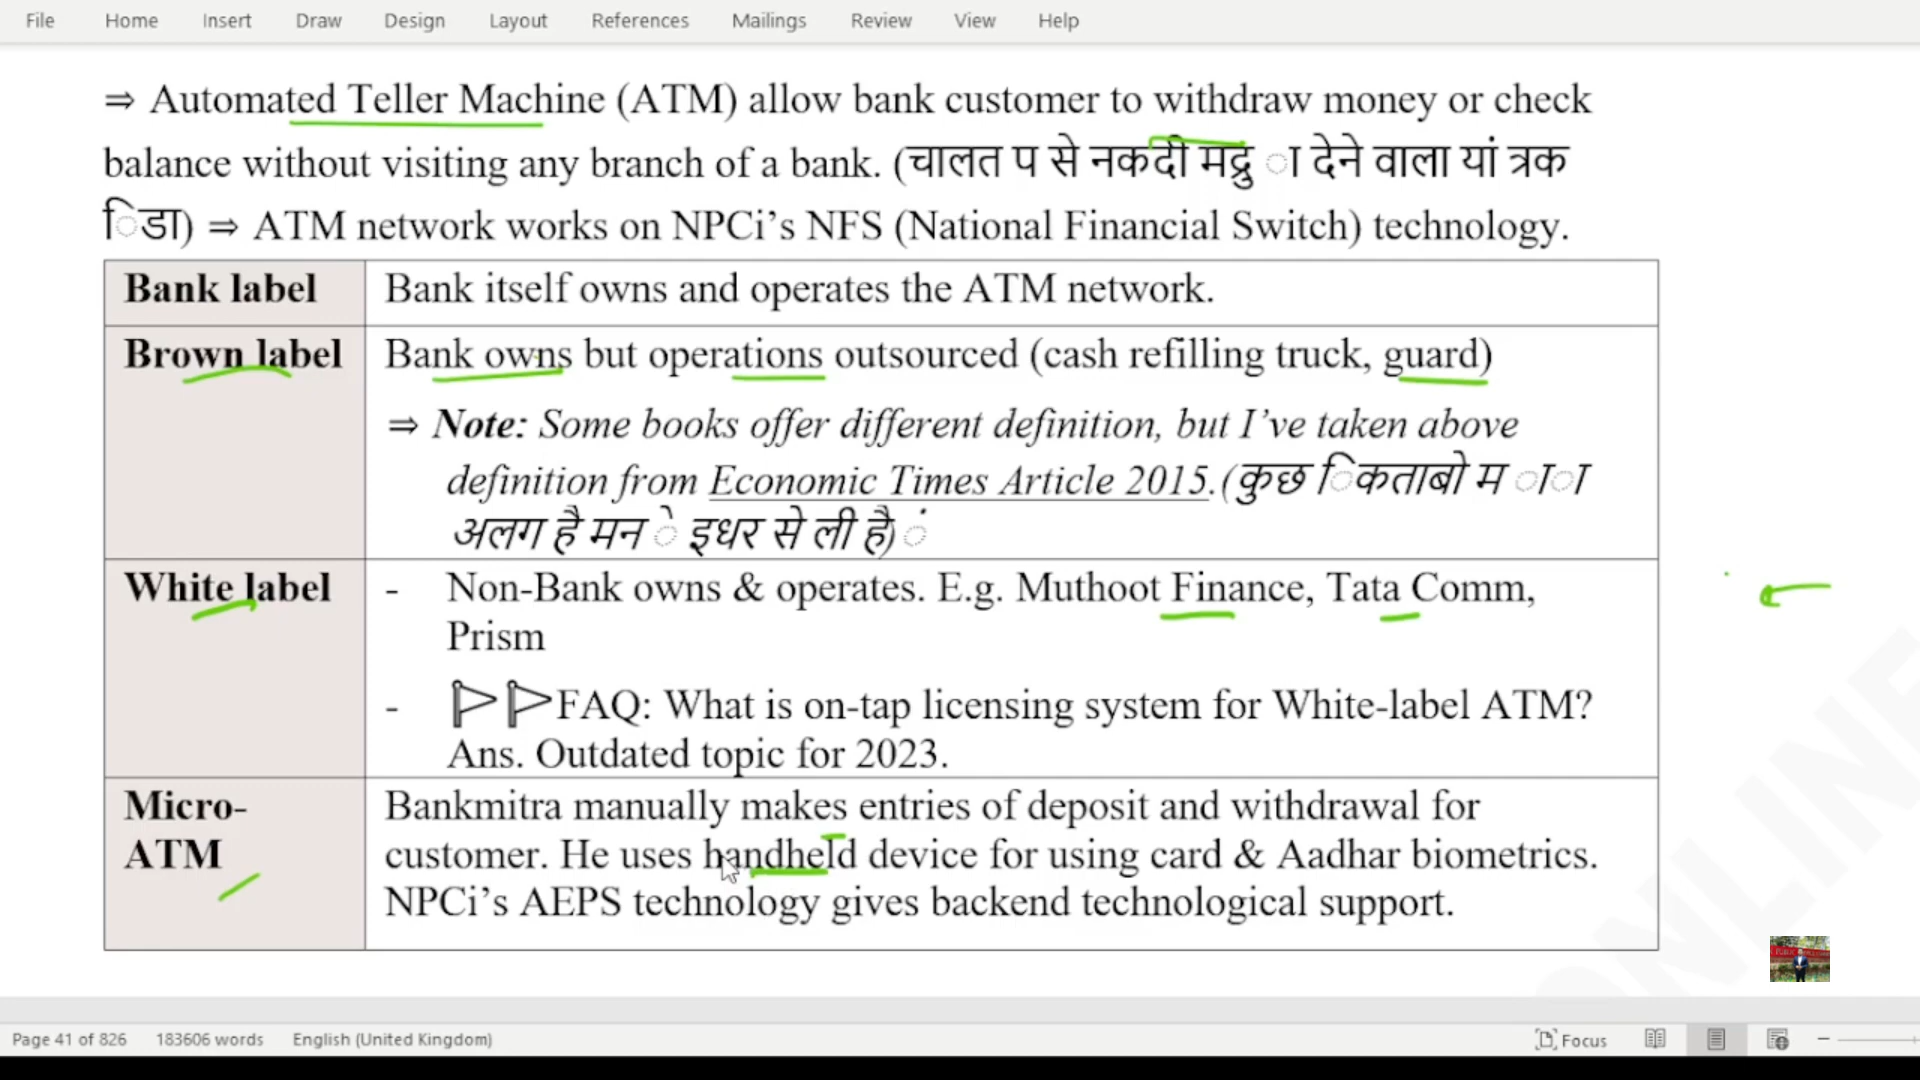 File Home Insert Draw Design Layout References Mailings Review View Help
⇒ Automated Teller Machine (ATM) allow bank customer to withdraw money or check
balance without visiting any branch of a bank. (चालत प से नकदी मद्रु ा देने वाला यां त्रक
िडा) ⇒ ATM network works on NPCi’s NFS (National Financial Switch) technology.
Bank label
Bank itself owns and operates the ATM network.
Brown label
Bank owns but operations outsourced (cash refilling truck, guard)
⇒ Note: Some books offer different definition, but I’ve taken above
definition from Economic Times Article 2015.(कुछ िकताबो म ाा
अलग है मन े इधर से ली है) ं
White label
- Non-Bank owns & operates. E.g. Muthoot Finance, Tata Comm,
Prism
- FAQ: What is on-tap licensing system for White-label ATM?
Ans. Outdated topic for 2023.
Micro-
ATM
Bankmitra manually makes entries of deposit and withdrawal for
customer. He uses handheld device for using card & Aadhar biometrics.
NPCi’s AEPS technology gives backend technological support.
ONLINE
Page 41 of 826 183606 words English (United Kingdom) Focus